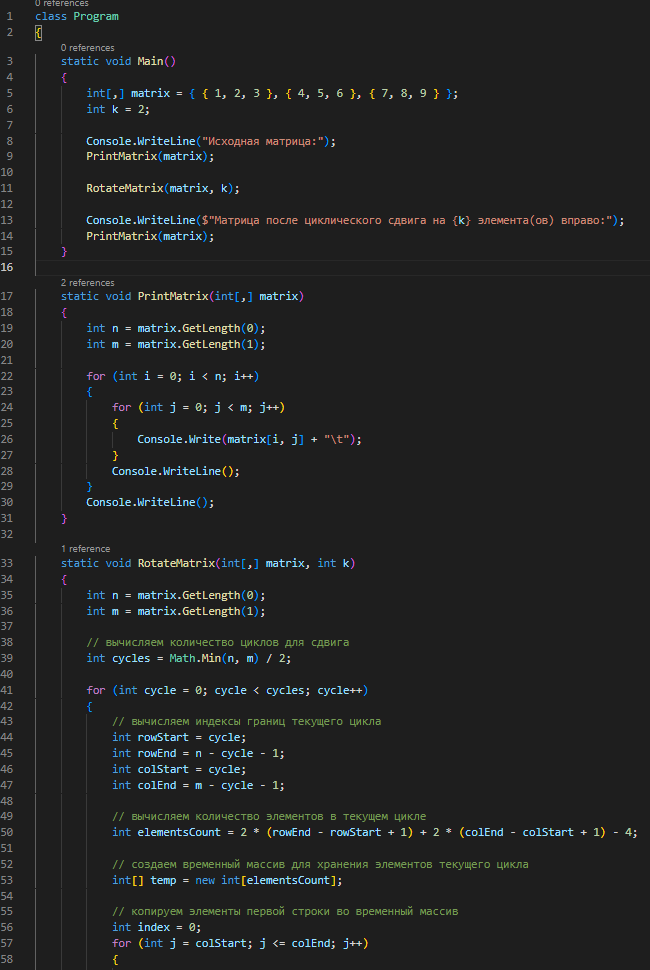 0 references
1 class Program
2 {
0 references
3 static void Main()
4 {
5 int[,] matrix = { { 1, 2, 3 }, { 4, 5, 6 }, { 7, 8, 9 } };
6 int k = 2;
7
8 Console.WriteLine("Исходная матрица:");
9 PrintMatrix(matrix);
10
11 RotateMatrix(matrix, k);
12
13 Console.WriteLine($"Матрица после циклического сдвига на {k} элемента(ов) вправо:");
14 PrintMatrix(matrix);
15 }
16
2 references
17 static void PrintMatrix(int[,] matrix)
18 {
19 int n = matrix.GetLength(0);
20 int m = matrix.GetLength(1);
21
22 for (int i = 0; i < n; i++)
23 {
24 for (int j = 0; j < m; j++)
25 {
26 Console.Write(matrix[i, j] + "\t");
27 }
28 Console.WriteLine();
29 }
30 Console.WriteLine();
31 }
32
1 reference
33 static void RotateMatrix(int[,] matrix, int k)
34 {
35 int n = matrix.GetLength(0);
36 int m = matrix.GetLength(1);
37
38 // вычисляем количество циклов для сдвига
39 int cycles = Math.Min(n, m) / 2;
40
41 for (int cycle = 0; cycle < cycles; cycle++)
42 {
43 // вычисляем индексы границ текущего цикла
44 int rowStart = cycle;
45 int rowEnd = n - cycle - 1;
46 int colStart = cycle;
47 int colEnd = m - cycle - 1;
48
49 // вычисляем количество элементов в текущем цикле
50 int elementsCount = 2 * (rowEnd - rowStart + 1) + 2 * (colEnd - colStart + 1) - 4;
51
52 // создаем временный массив для хранения элементов текущего цикла
53 int[] temp = new int[elementsCount];
54
55 // копируем элементы первой строки во временный массив
56 int index = 0;
57 for (int j = colStart; j <= colEnd; j++)
58 {